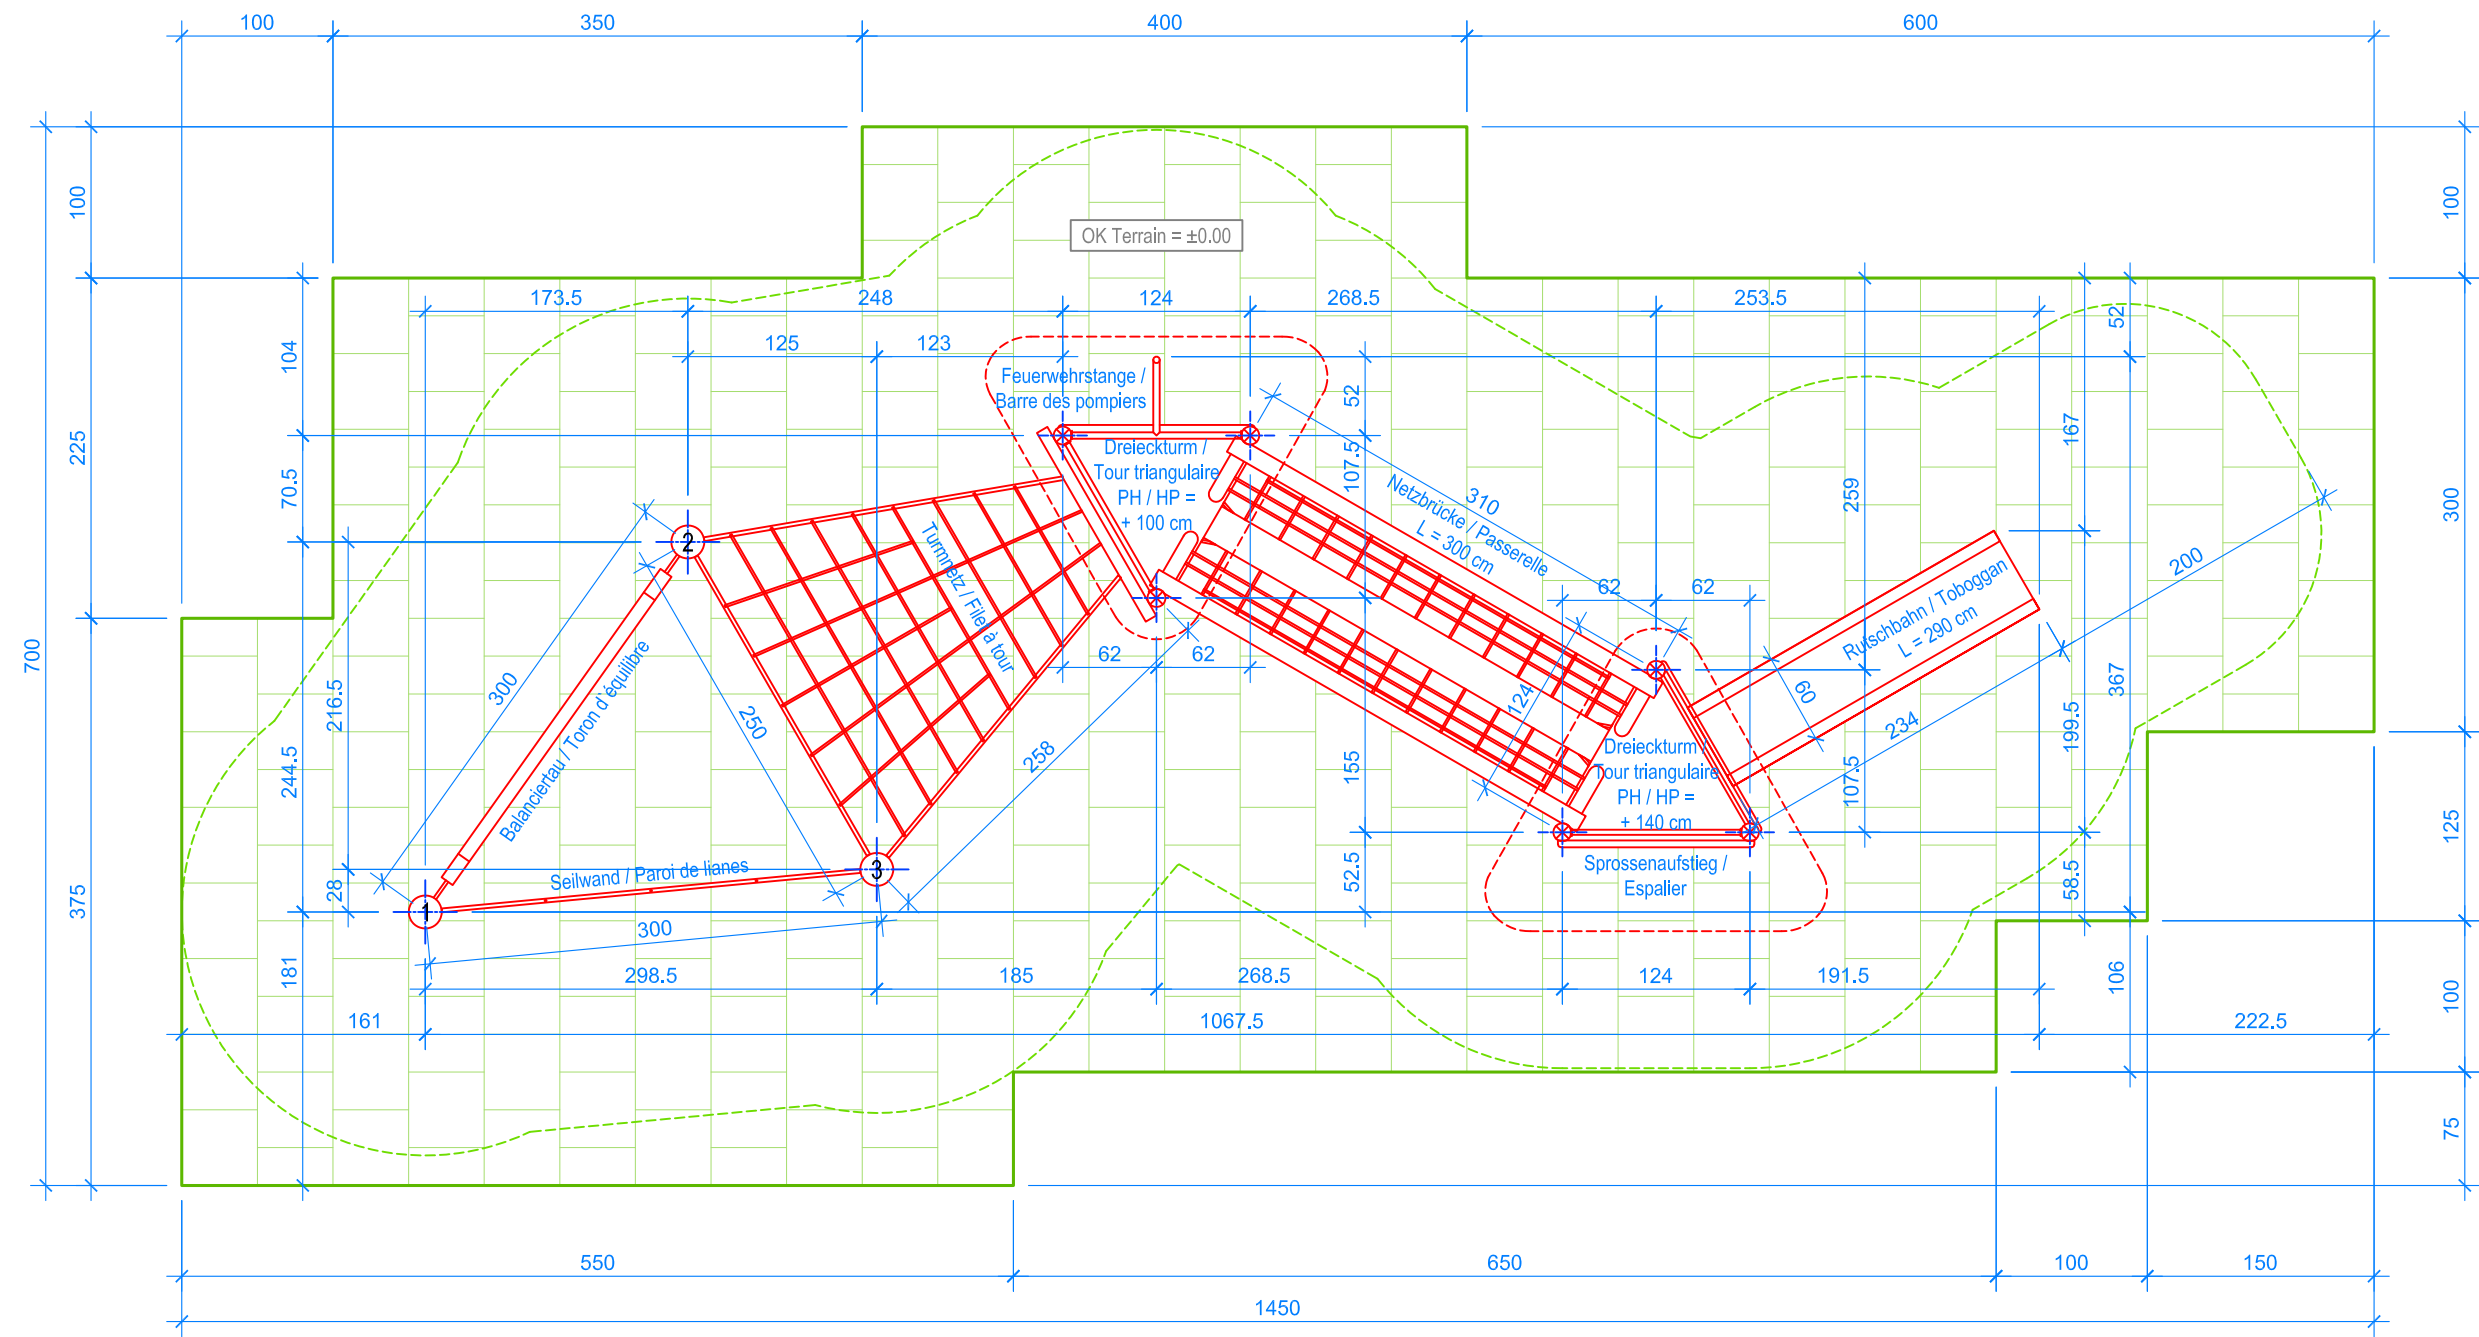 100 350 400 600
OK Terrain = ±0.00
173.5 248 124 268.5 253.5
125 123
Feuerwehrstange /
Barre des pompiers
Dreieckturm /
Tour triangulaire
PH / HP =
+ 100 cm
Turmnetz / Filet à tour
310
Netzbrücke / Passerelle
L = 300 cm
62 62
62 62
124
Rutschbahn / Toboggan
L = 290 cm
60
200
234
Dreieckturm /
Tour triangulaire
PH / HP =
+ 140 cm
Sprossenaufstieg /
Espalier
2
300
Balanciertau / Toron d`équilibre
250
258
3
Seilwand / Paroi de lianes
1
300
298.5 185 268.5 124 191.5
161 1067.5 222.5
550 650 100 150
1450
700
100
225
375
104
70.5
244.5
181
216.5
28
52
107.5
155
52.5
259
107.5
167
199.5
58.5
52
367
106
100
300
125
100
75